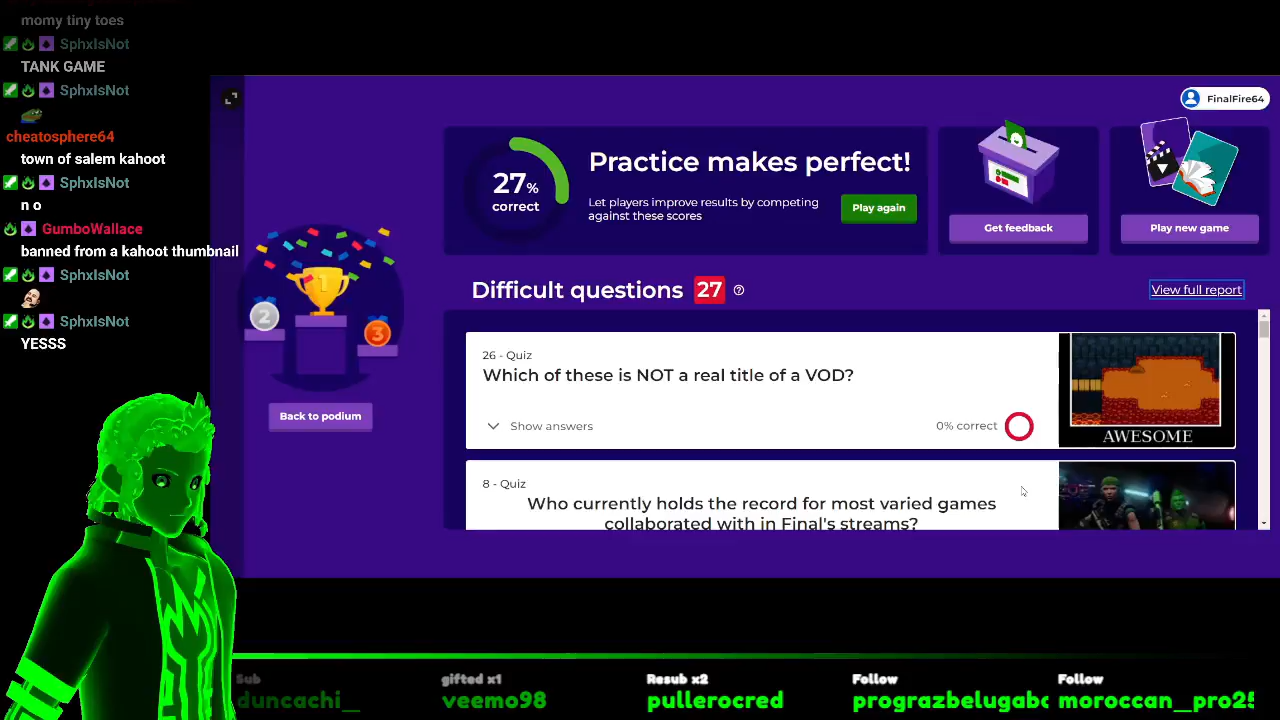 momy tiny toes
SphxIsNot
TANK GAME
SphxIsNot
cheatosphere64
town of salem kahoot
SphxIsNot
n o
GumboWallace
banned from a kahoot thumbnail
SphxIsNot
SphxIsNot
YESSS
FinalFire64
27%
correct
Practice makes perfect!
Let players improve results by competing
against these scores
Play again
Get feedback
Play new game
1
2
3
Back to podium
Difficult questions 27
View full report
26 - Quiz
Which of these is NOT a real title of a VOD?
Show answers
0% correct
AWESOME
8 - Quiz
Who currently holds the record for most varied games
collaborated with in Final's streams?
Sub
duncachi_
gifted x1
veemo98
Resub x2
pullerocred
Follow
prograzbelugab
Follow
moroccan_pro25